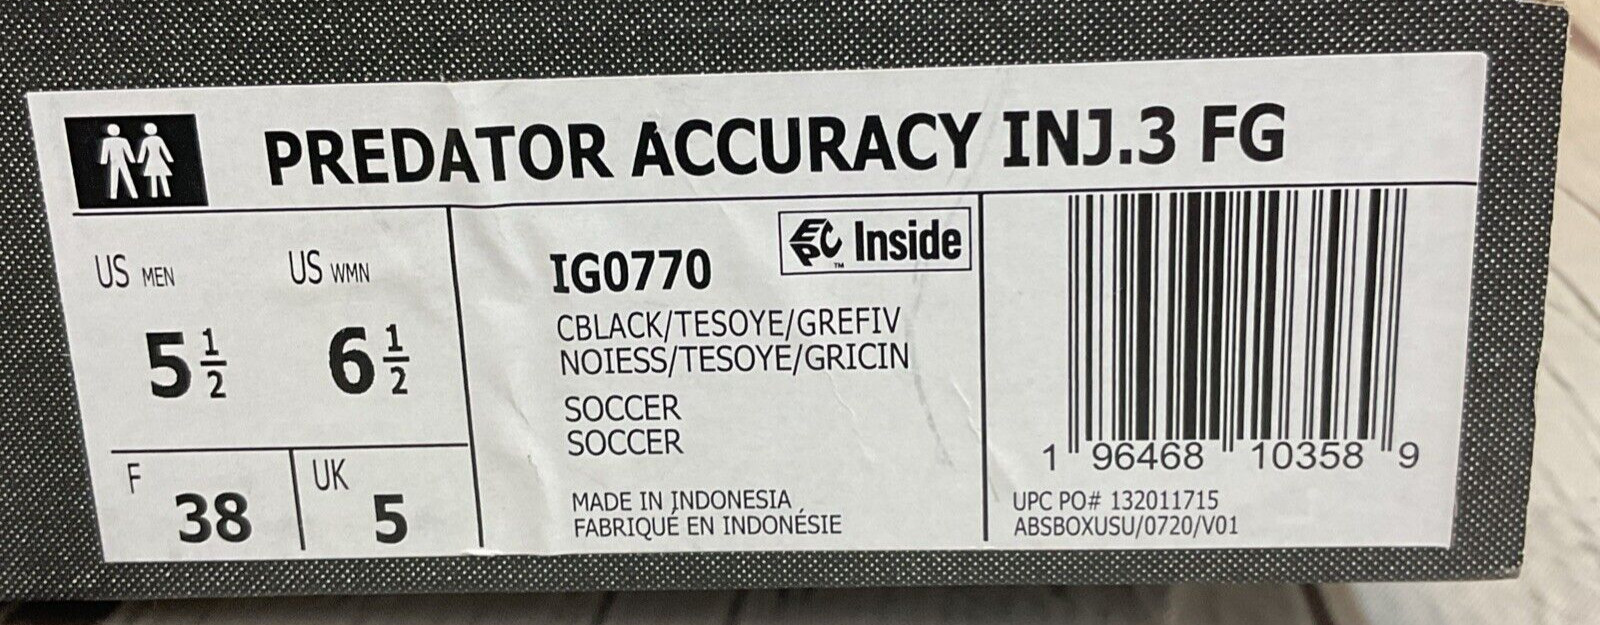 PREDATOR ACCURACY INJ.3 FG
US MEN
US WMN
5 1/2
6 1/2
F
38
UK
5
EPC™ Inside
IG0770
CBLACK/TESOYE/GREFIV
NOIESS/TESOYE/GRICIN
SOCCER
SOCCER
MADE IN INDONESIA
FABRIQUÉ EN INDONÉSIE
1 96468 10358 9
UPC PO# 132011715
ABSBOXUSU/0720/V01